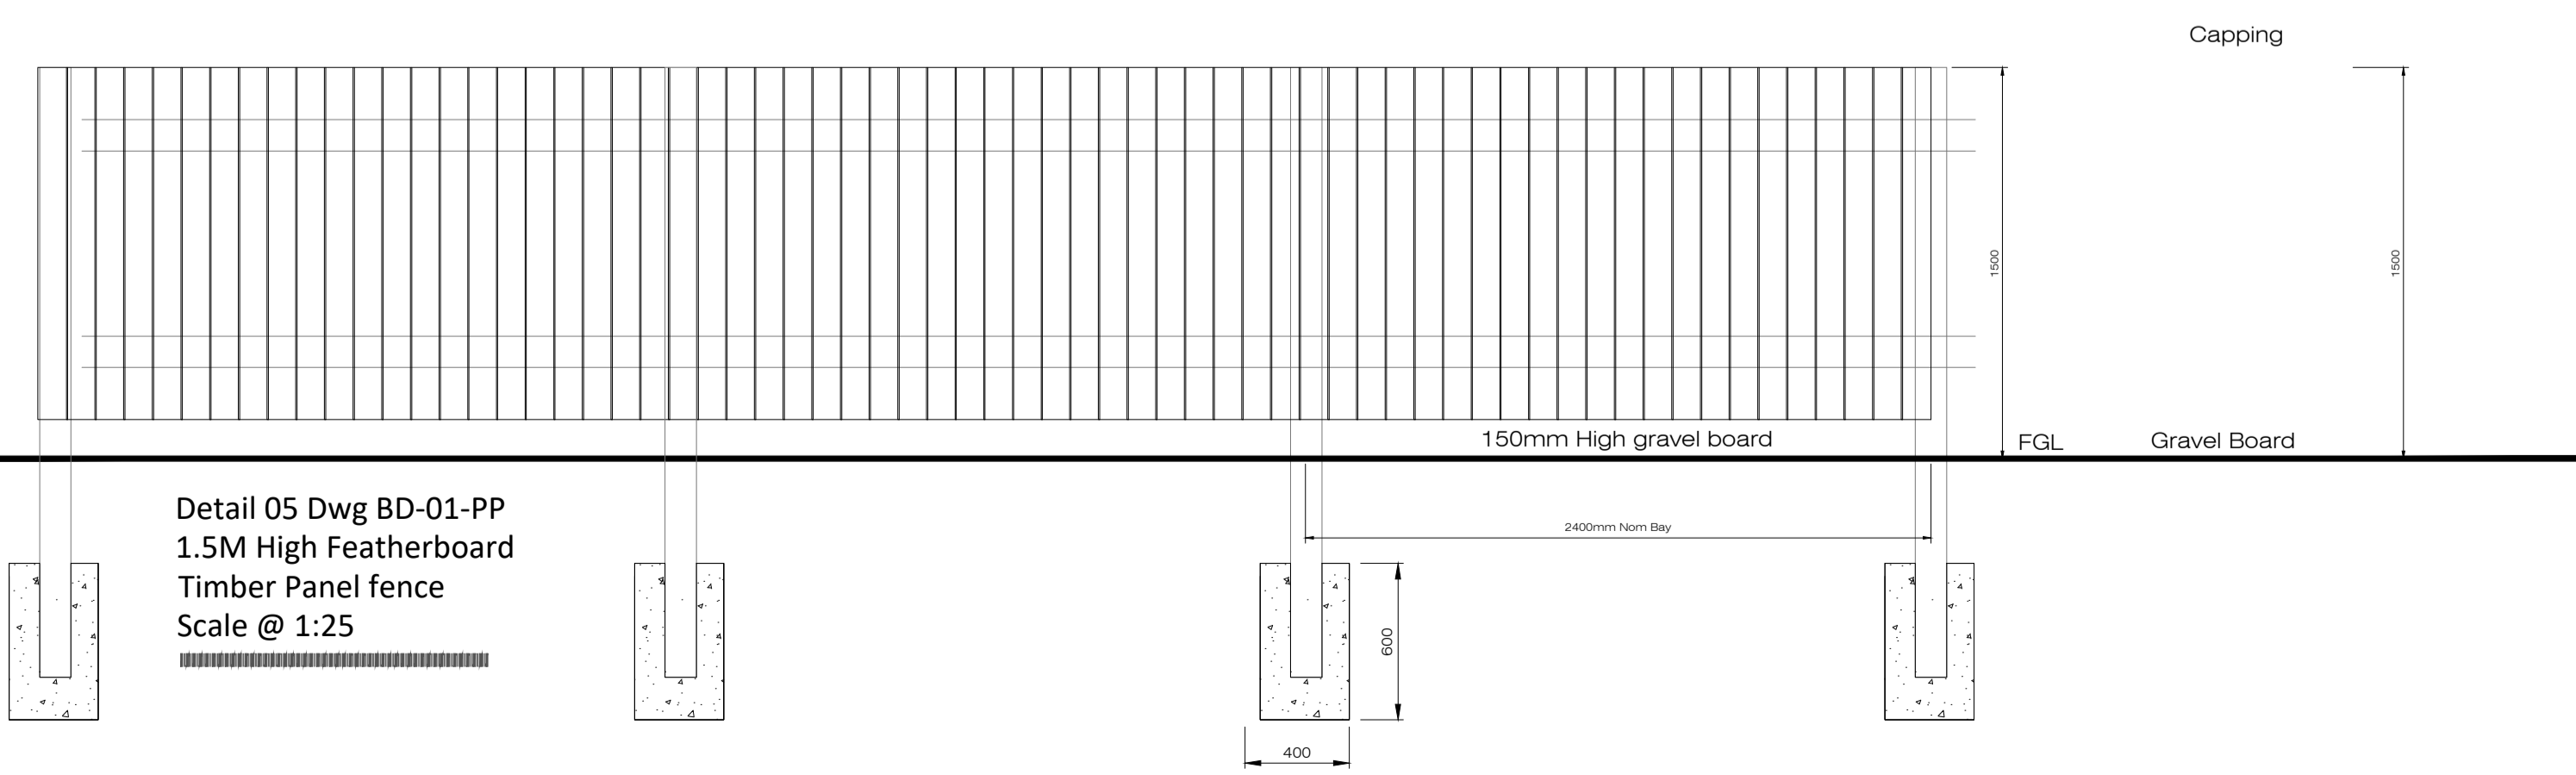 Capping
1500
1500
150mm High gravel board
FGL
Gravel Board
Detail 05 Dwg BD-01-PP
1.5M High Featherboard
Timber Panel fence
Scale @ 1:25
2400mm Nom Bay
600
400